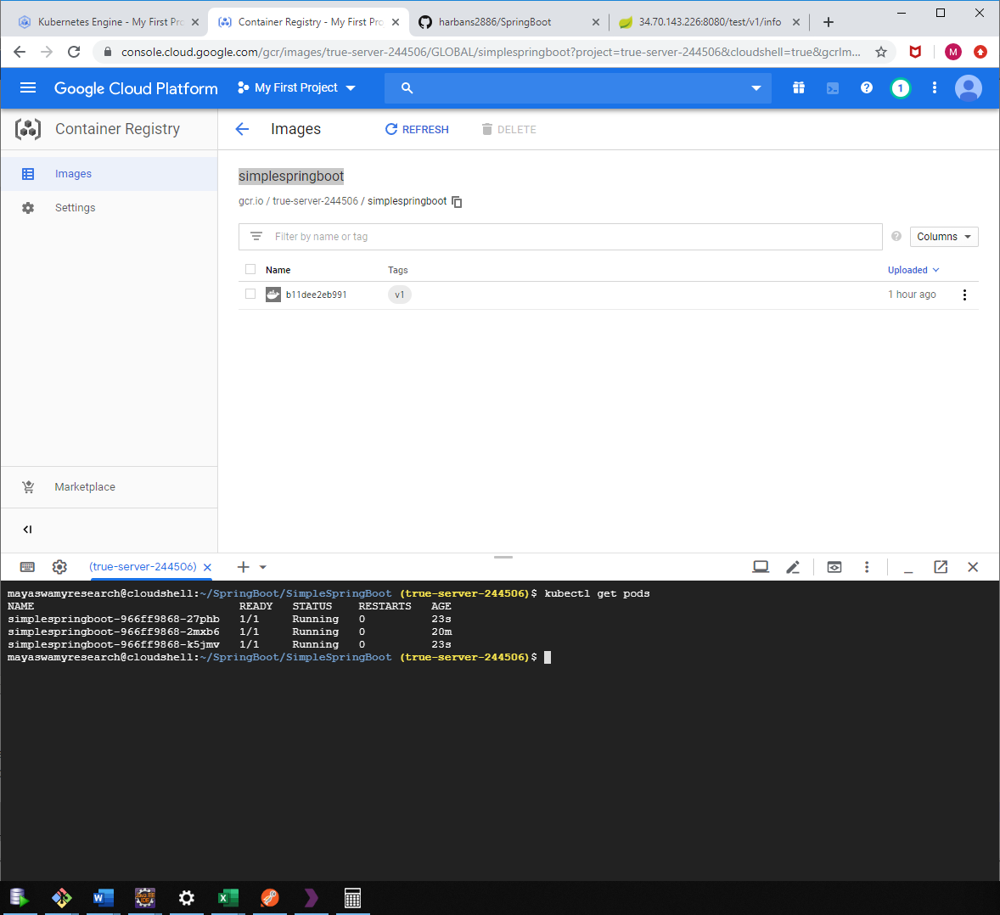 Kubernetes Engine - My First Pro
Container Registry - My First Pro
harbans2886/SpringBoot
34.70.143.226:8080/test/v1/info
console.cloud.google.com/gcr/images/true-server-244506/GLOBAL/simplespringboot?project=true-server-244506&cloudshell=true&gcrIm...
M
Google Cloud Platform
My First Project
1
Container Registry
Images
REFRESH
DELETE
Images
Settings
simplespringboot
gcr.io / true-server-244506 / simplespringboot
Filter by name or tag
Columns
Name Tags Uploaded
b11dee2eb991 v1 1 hour ago
Marketplace
(true-server-244506)
mayaswamyresearch@cloudshell:~/SpringBoot/SimpleSpringBoot (true-server-244506)$ kubectl get pods
NAME READY STATUS RESTARTS AGE
simplespringboot-966ff9868-27phb 1/1 Running 0 23s
simplespringboot-966ff9868-2mxb6 1/1 Running 0 20m
simplespringboot-966ff9868-k5jmv 1/1 Running 0 23s
mayaswamyresearch@cloudshell:~/SpringBoot/SimpleSpringBoot (true-server-244506)$